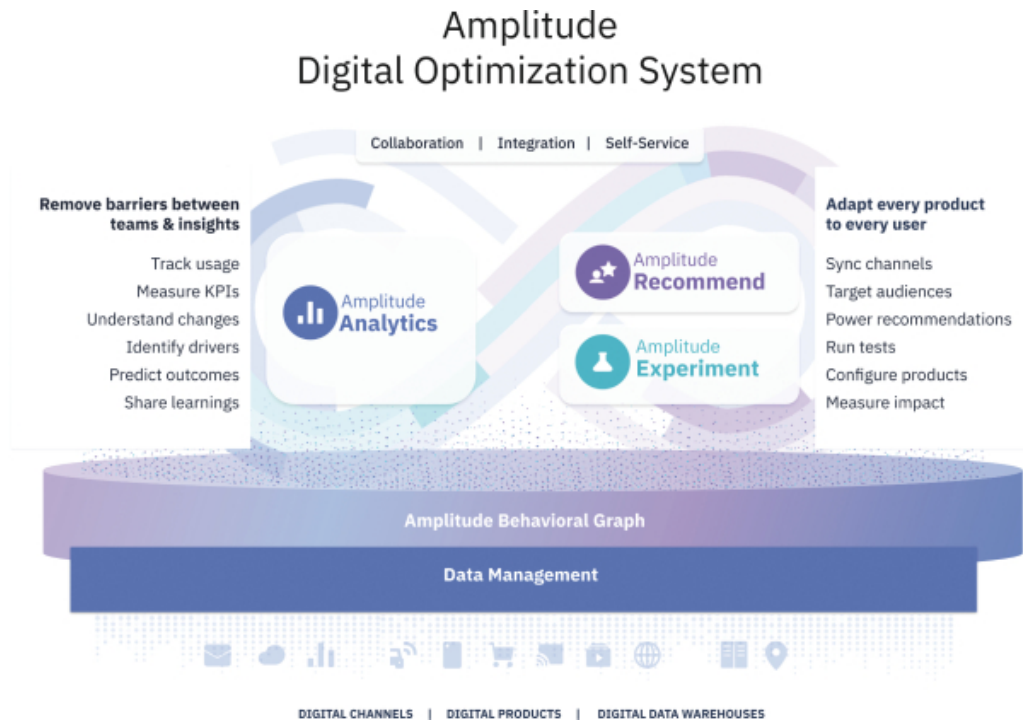 Amplitude
Digital Optimization System
Collaboration | Integration | Self-Service
Remove barriers between
teams & insights
Track usage
Measure KPIs
Understand changes
Identify drivers
Predict outcomes
Share learnings
Amplitude
Analytics
Amplitude
Recommend
Amplitude
Experiment
Adapt every product
to every user
Sync channels
Target audiences
Power recommendations
Run tests
Configure products
Measure impact
Amplitude Behavioral Graph
Data Management
DIGITAL CHANNELS | DIGITAL PRODUCTS | DIGITAL DATA WAREHOUSES